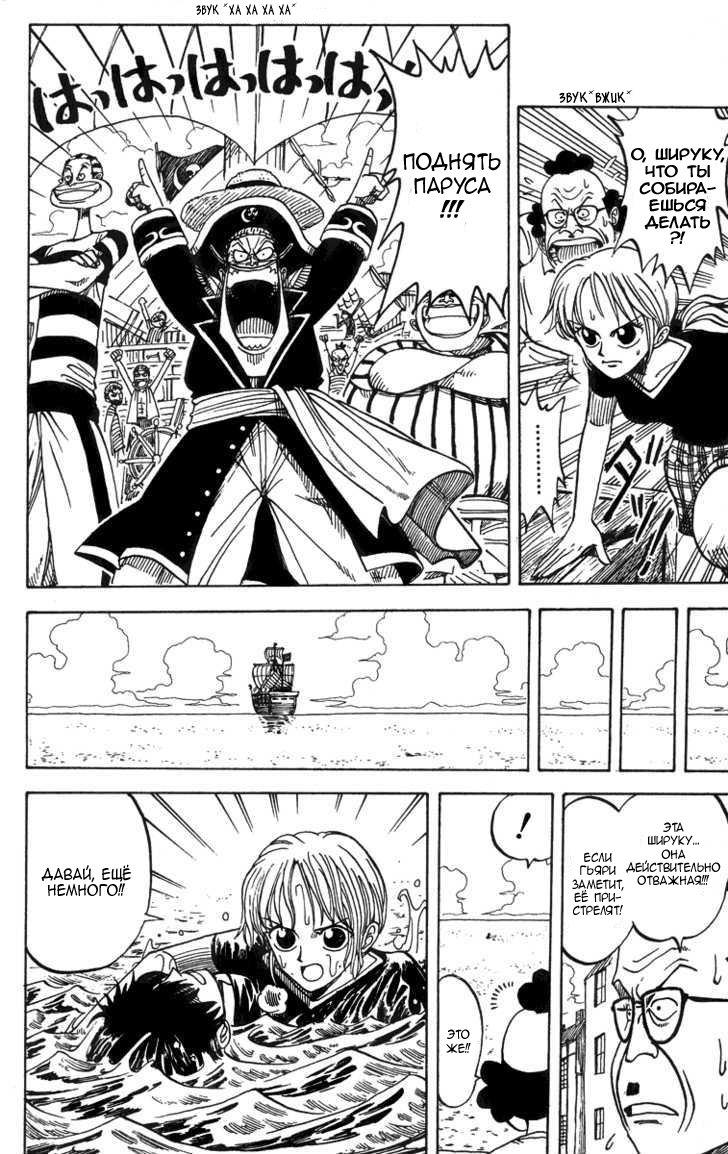 ЗВУК "ХА ХА ХА ХА"
ЗВУК "ВЖИК"
О, ШИРУКУ,
ЧТО ТЫ
СОБИРА-
ЕШЬСЯ
ДЕЛАТЬ
?!
..........
はっはっはっはっはっ
ПОДНЯТЬ
ПАРУСА
!!!
ЭТА
ШИРУКУ...
ОНА
ДЕЙСТВИТЕЛЬНО
ОТВАЖНАЯ!!!
ЕСЛИ
ГЬЯРИ
ЗАМЕТИТ,
ЕЁ ПРИ-
СТРЕЛЯТ!
!
ЭТО
ЖЕ!!
ДАВАЙ, ЕЩЁ
НЕМНОГО!!